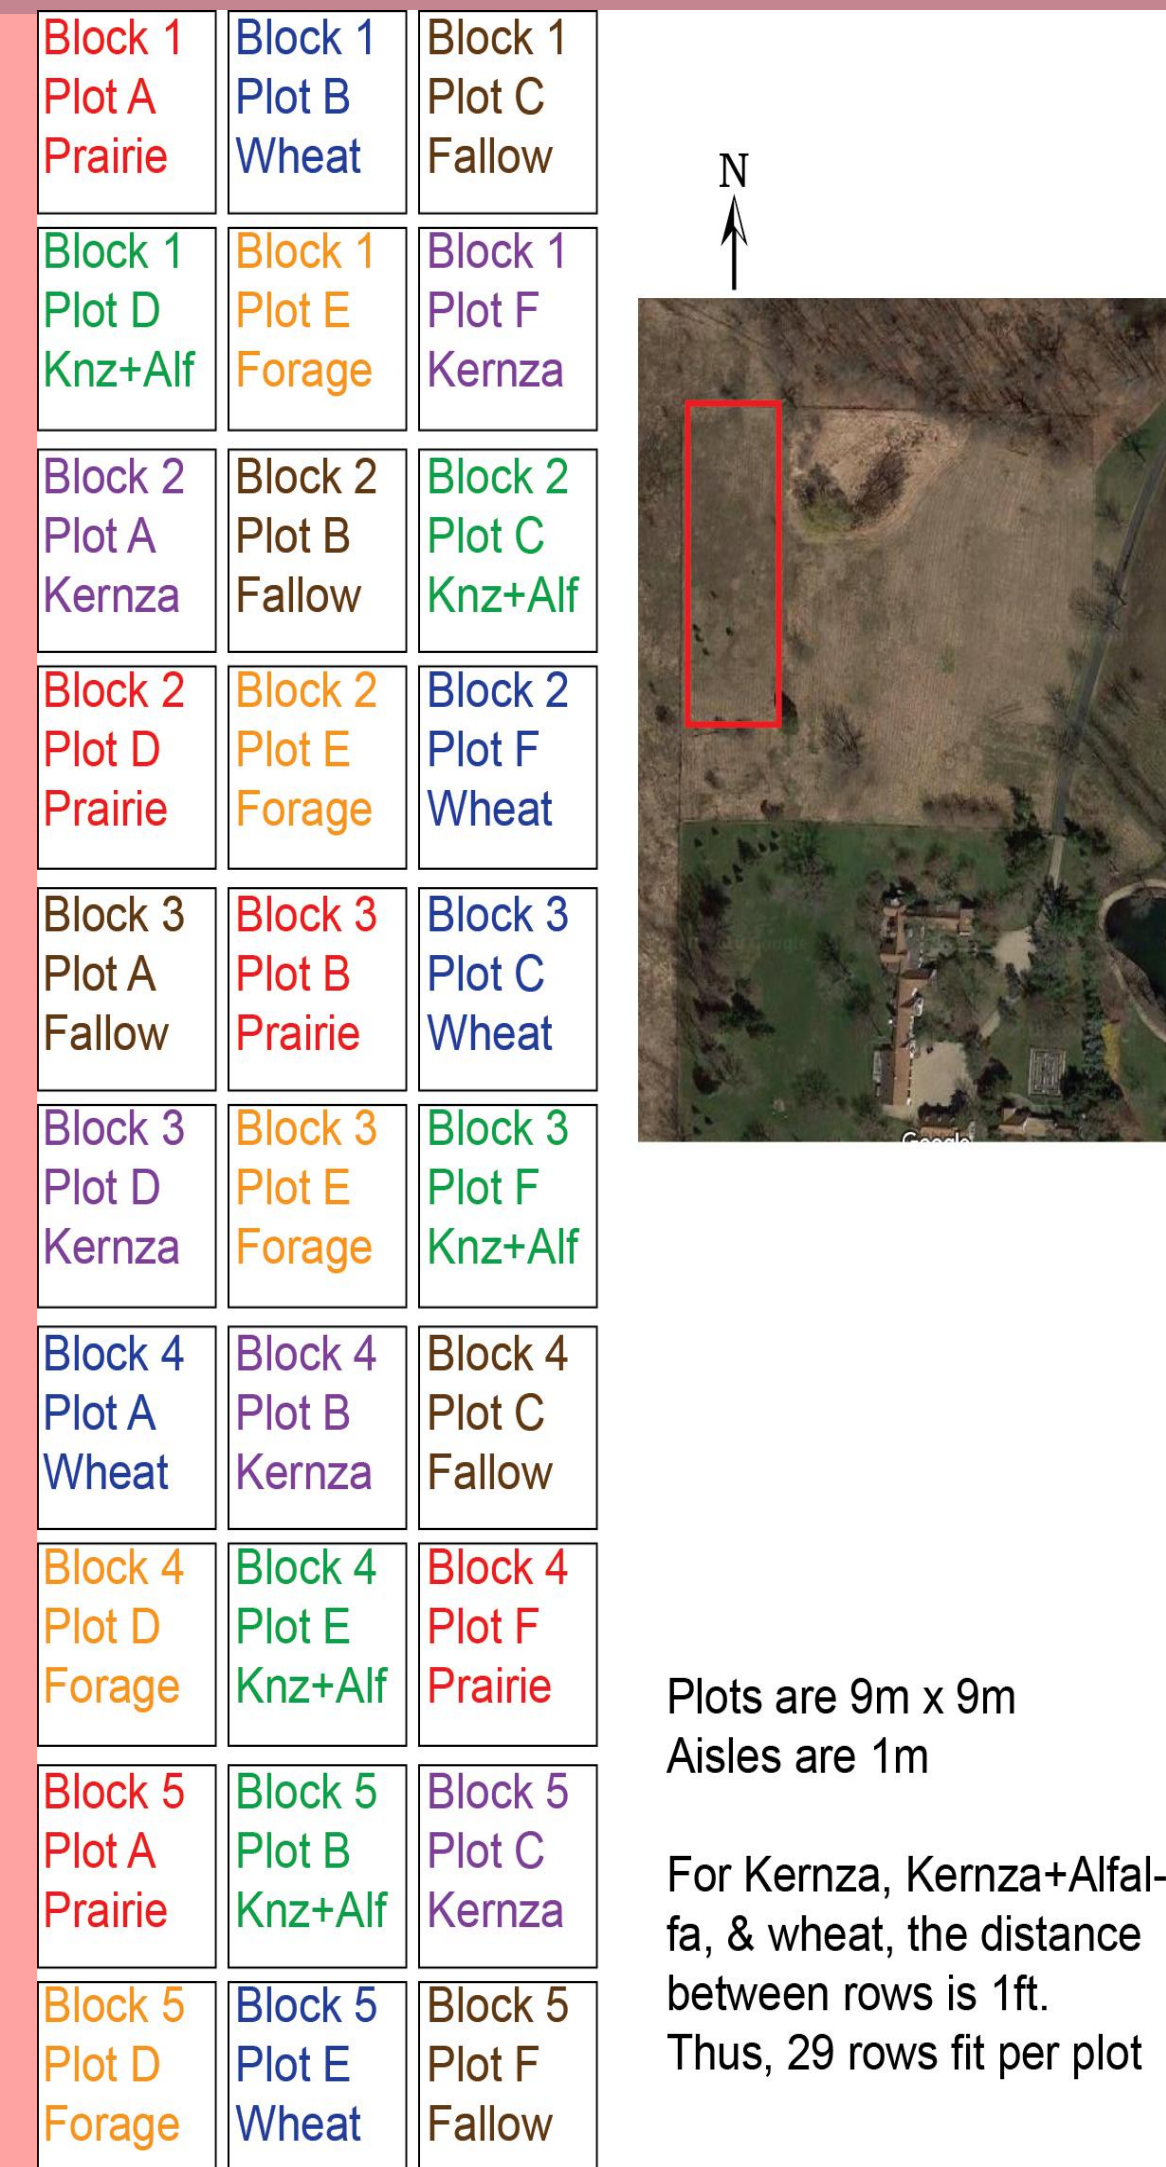 Block 1
Plot A
Prairie
Block 1
Plot B
Wheat
Block 1
Plot C
Fallow
Block 1
Plot D
Knz+Alf
Block 1
Plot E
Forage
Block 1
Plot F
Kernza
Block 2
Plot A
Kernza
Block 2
Plot B
Fallow
Block 2
Plot C
Knz+Alf
Block 2
Plot D
Prairie
Block 2
Plot E
Forage
Block 2
Plot F
Wheat
Block 3
Plot A
Fallow
Block 3
Plot B
Prairie
Block 3
Plot C
Wheat
Block 3
Plot D
Kernza
Block 3
Plot E
Forage
Block 3
Plot F
Knz+Alf
Block 4
Plot A
Wheat
Block 4
Plot B
Kernza
Block 4
Plot C
Fallow
Block 4
Plot D
Forage
Block 4
Plot E
Knz+Alf
Block 4
Plot F
Prairie
Block 5
Plot A
Prairie
Block 5
Plot B
Knz+Alf
Block 5
Plot C
Kernza
Block 5
Plot D
Forage
Block 5
Plot E
Wheat
Block 5
Plot F
Fallow
N
Google
Plots are 9m x 9m
Aisles are 1m
For Kernza, Kernza+Alfal-
fa, & wheat, the distance
between rows is 1ft.
Thus, 29 rows fit per plot